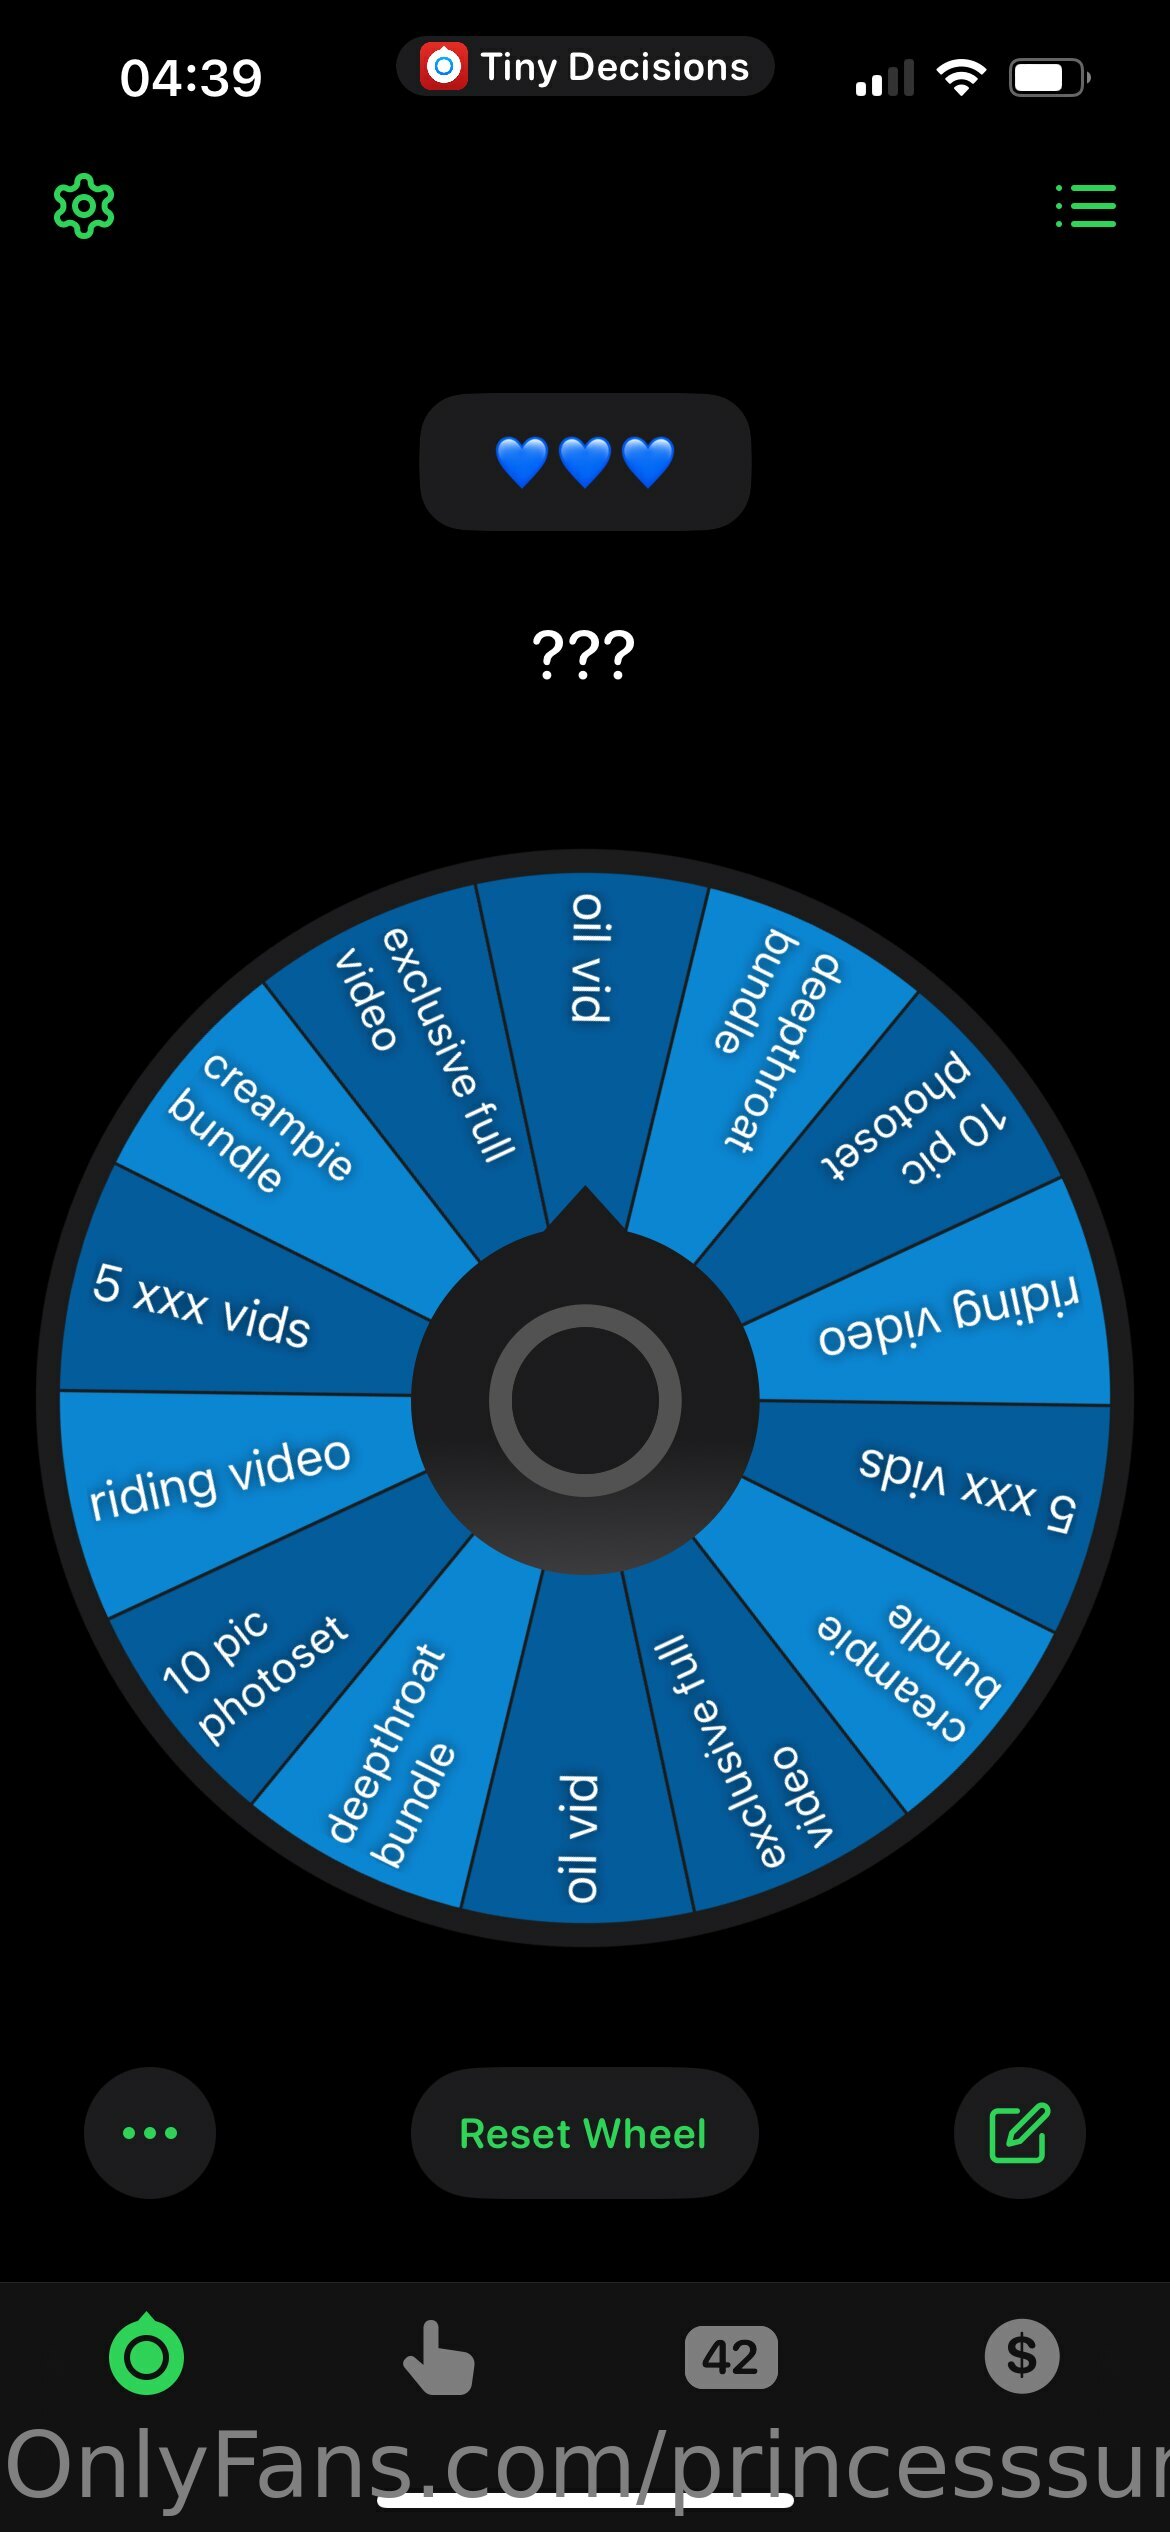 04:39
Tiny Decisions
💙💙💙
???
oil vid
deepthroat
bundle
10 pic
photoset
riding video
5 xxx vids
creampie
bundle
exclusive full
video
oil vid
deepthroat
bundle
10 pic
photoset
riding video
5 xxx vids
creampie
bundle
exclusive full
video
Reset Wheel
42
$
OnlyFans.com/princesssur